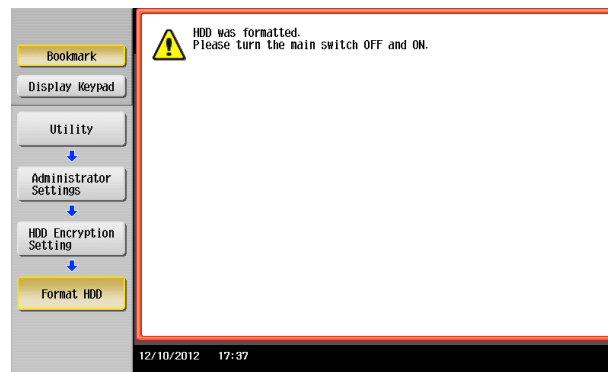 HDD was formatted.
Please turn the main switch OFF and ON.
Bookmark
Display Keypad
Utility
Administrator
Settings
HDD Encryption
Setting
Format HDD
12/10/2012 17:37